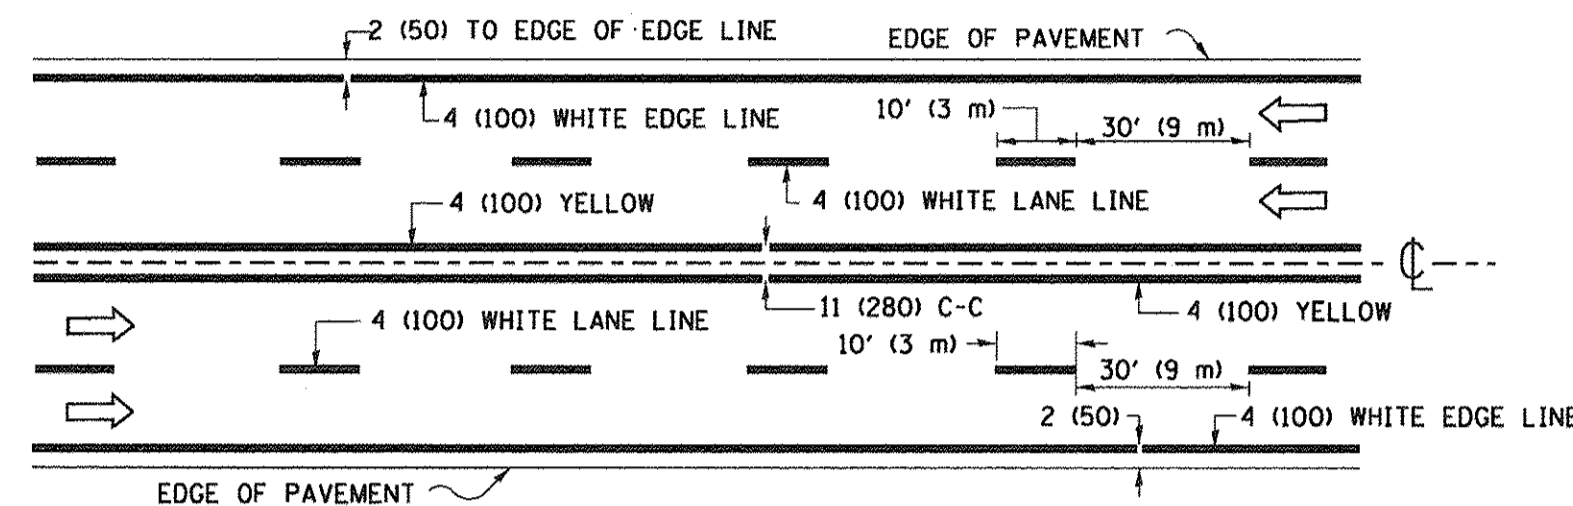 2 (50) TO EDGE OF EDGE LINE
EDGE OF PAVEMENT
4 (100) WHITE EDGE LINE
10' (3 m)
30' (9 m)
4 (100) YELLOW
4 (100) WHITE LANE LINE
CL
11 (280) C-C
4 (100) YELLOW
4 (100) WHITE LANE LINE
10' (3 m)
30' (9 m)
2 (50)
4 (100) WHITE EDGE LINE
EDGE OF PAVEMENT